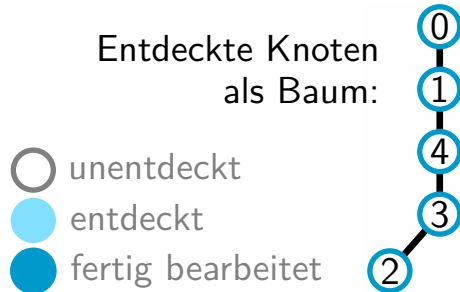 Entdeckte Knoten
als Baum:
0
1
4
3
2
unentdeckt
entdeckt
fertig bearbeitet